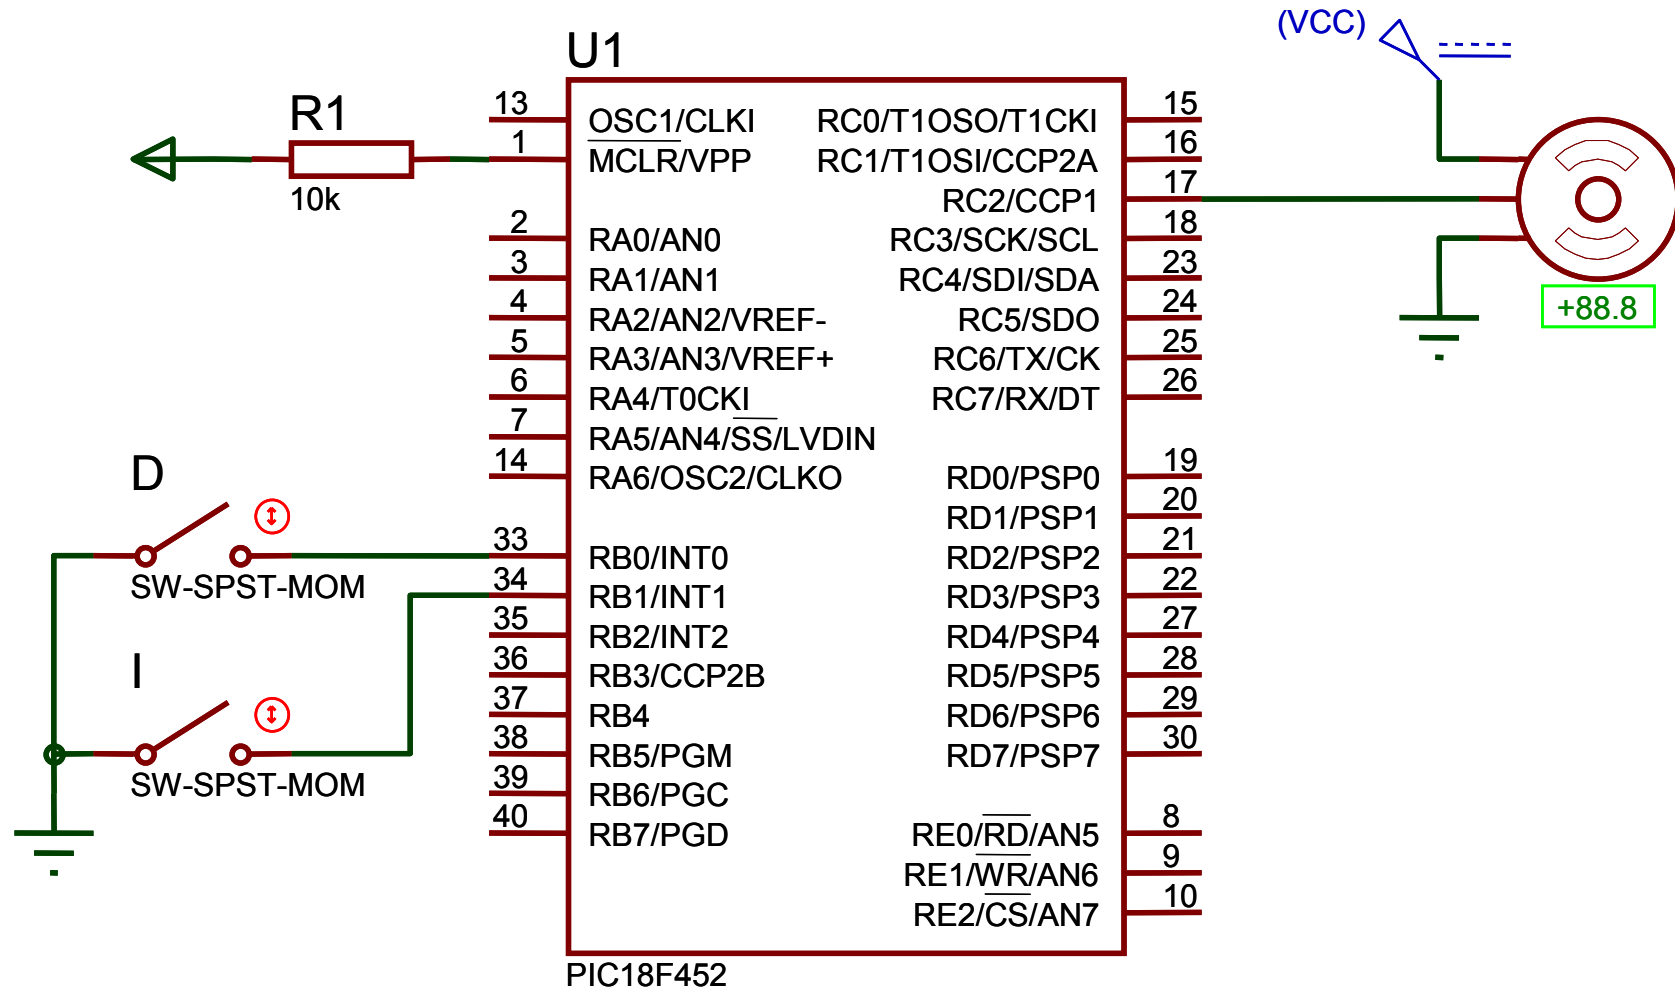 (VCC)
U1
R1
10k
13 OSC1/CLKI
1 MCLR/VPP
2 RA0/AN0
3 RA1/AN1
4 RA2/AN2/VREF-
5 RA3/AN3/VREF+
6 RA4/T0CKI
7 RA5/AN4/SS/LVDIN
14 RA6/OSC2/CLKO
33 RB0/INT0
34 RB1/INT1
35 RB2/INT2
36 RB3/CCP2B
37 RB4
38 RB5/PGM
39 RB6/PGC
40 RB7/PGD
RC0/T1OSO/T1CKI 15
RC1/T1OSI/CCP2A 16
RC2/CCP1 17
RC3/SCK/SCL 18
RC4/SDI/SDA 23
RC5/SDO 24
RC6/TX/CK 25
RC7/RX/DT 26
RD0/PSP0 19
RD1/PSP1 20
RD2/PSP2 21
RD3/PSP3 22
RD4/PSP4 27
RD5/PSP5 28
RD6/PSP6 29
RD7/PSP7 30
RE0/RD/AN5 8
RE1/WR/AN6 9
RE2/CS/AN7 10
+88.8
D
SW-SPST-MOM
I
SW-SPST-MOM
PIC18F452